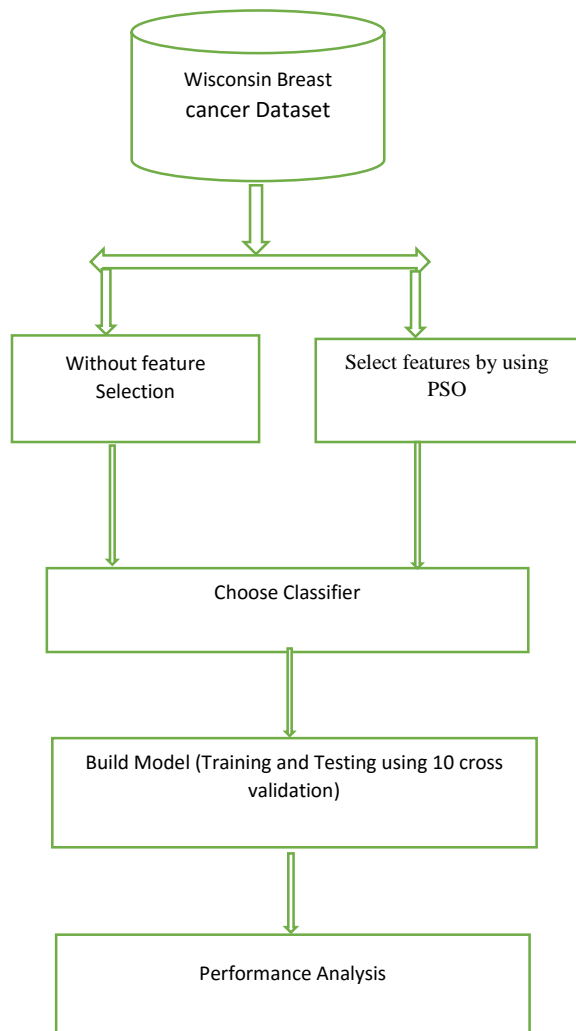 Wisconsin Breast
cancer Dataset
Without feature
Selection
Select features by using
PSO
Choose Classifier
Build Model (Training and Testing using 10 cross
validation)
Performance Analysis